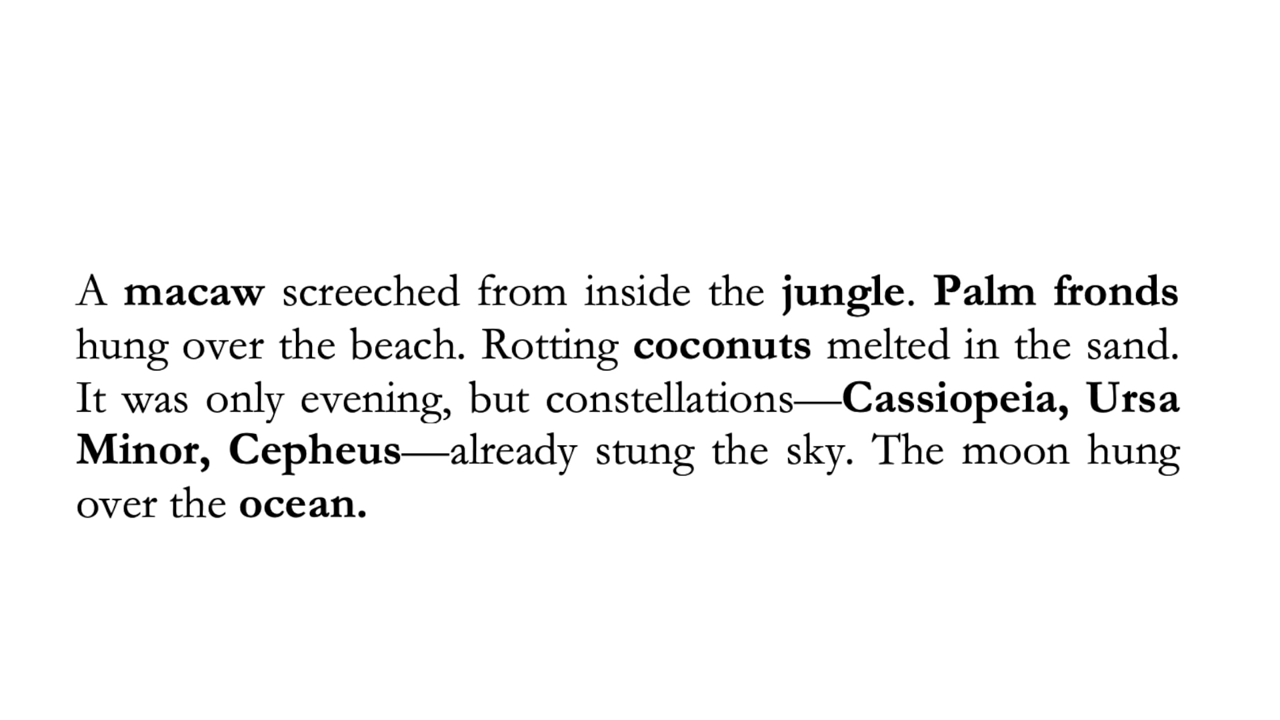 A macaw screeched from inside the jungle. Palm fronds
hung over the beach. Rotting coconuts melted in the sand.
It was only evening, but constellations—Cassiopeia, Ursa
Minor, Cepheus—already stung the sky. The moon hung
over the ocean.